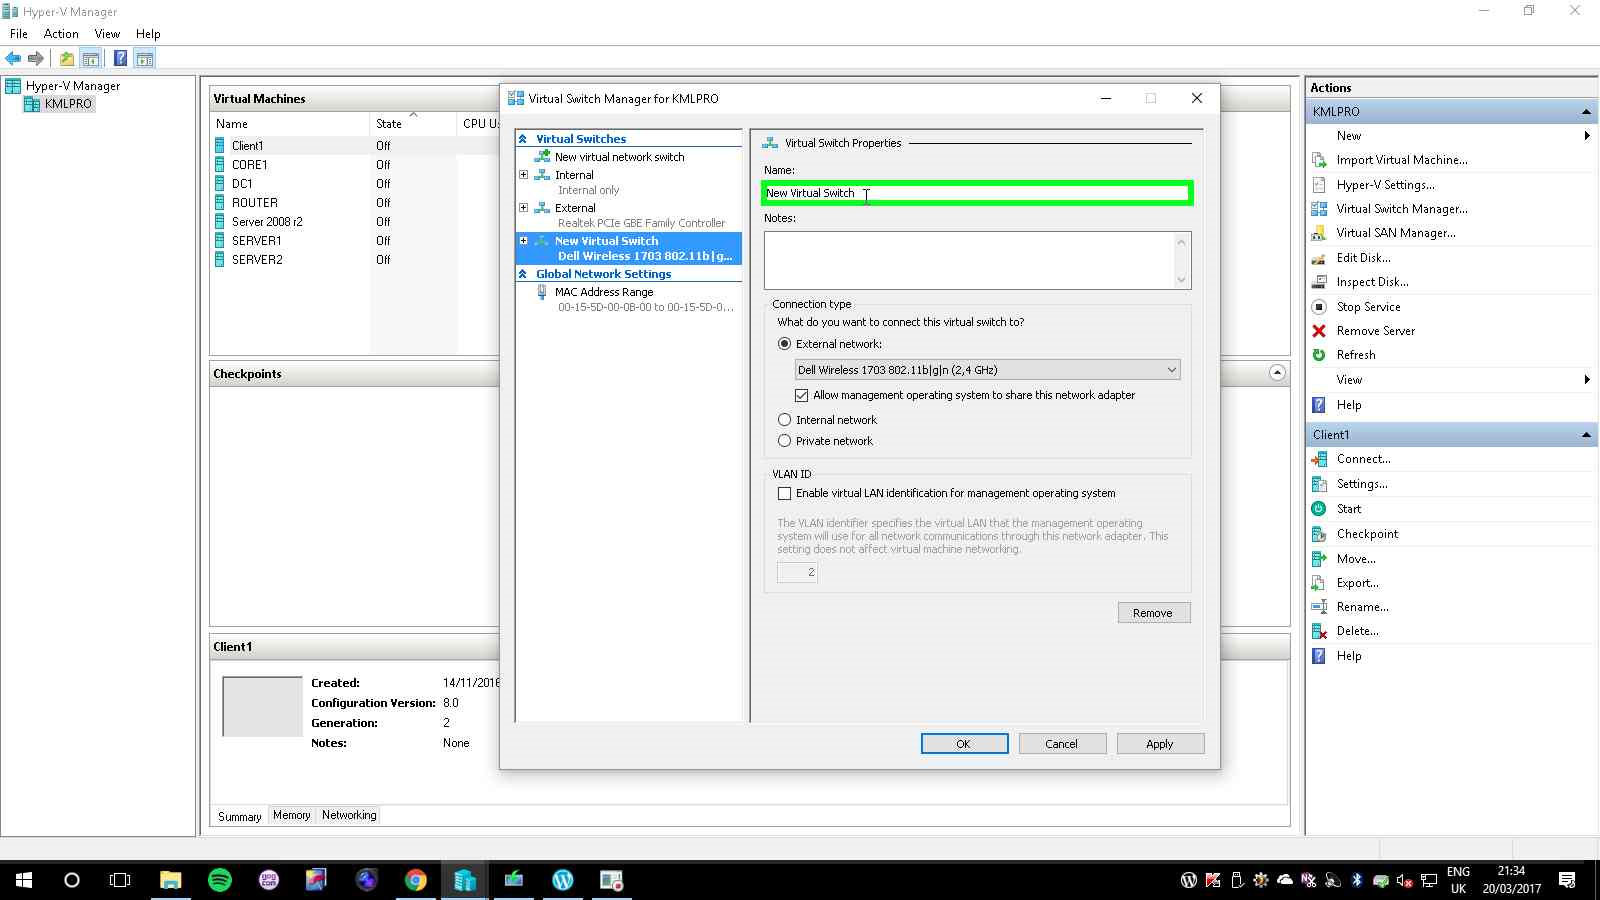 Hyper-V Manager
File Action View Help
Hyper-V Manager
KMLPRO
Virtual Machines
Name State CPU U
Client1 Off
CORE1 Off
DC1 Off
ROUTER Off
Server 2008 r2 Off
SERVER1 Off
SERVER2 Off
Checkpoints
Client1
Created: 14/11/2016
Configuration Version: 8.0
Generation: 2
Notes: None
Summary Memory Networking
Virtual Switch Manager for KMLPRO
Virtual Switches
New virtual network switch
Internal
Internal only
External
Realtek PCIe GBE Family Controller
New Virtual Switch
Dell Wireless 1703 802.11b|g...
Global Network Settings
MAC Address Range
00-15-5D-00-0B-00 to 00-15-5D-0...
Virtual Switch Properties
Name:
New Virtual Switch
Notes:
Connection type
What do you want to connect this virtual switch to?
External network:
Dell Wireless 1703 802.11b|g|n (2,4 GHz)
Allow management operating system to share this network adapter
Internal network
Private network
VLAN ID
Enable virtual LAN identification for management operating system
The VLAN identifier specifies the virtual LAN that the management operating
system will use for all network communications through this network adapter. This
setting does not affect virtual machine networking.
2
Remove
OK Cancel Apply
Actions
KMLPRO
New
Import Virtual Machine...
Hyper-V Settings...
Virtual Switch Manager...
Virtual SAN Manager...
Edit Disk...
Inspect Disk...
Stop Service
Remove Server
Refresh
View
Help
Client1
Connect...
Settings...
Start
Checkpoint
Move...
Export...
Rename...
Delete...
Help
ENG
UK
21:34
20/03/2017